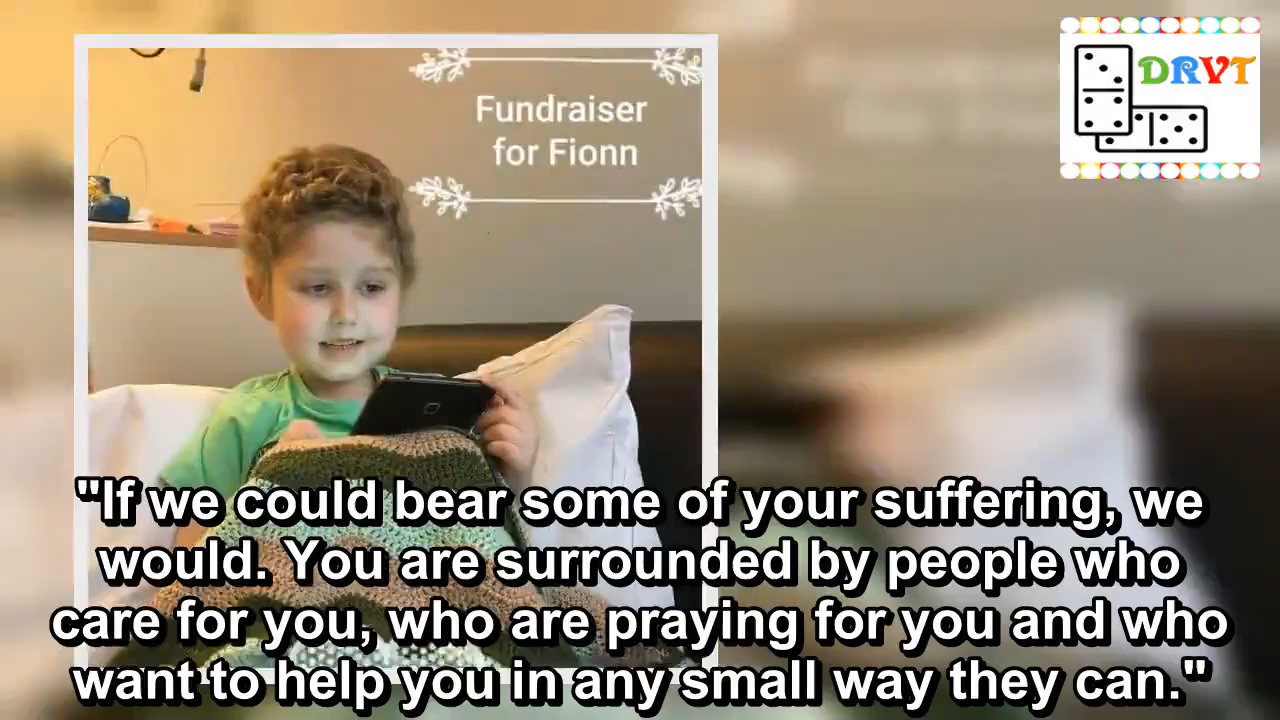 Fundraiser
for Fionn
DRVT
"If we could bear some of your suffering, we
would. You are surrounded by people who
care for you, who are praying for you and who
want to help you in any small way they can."